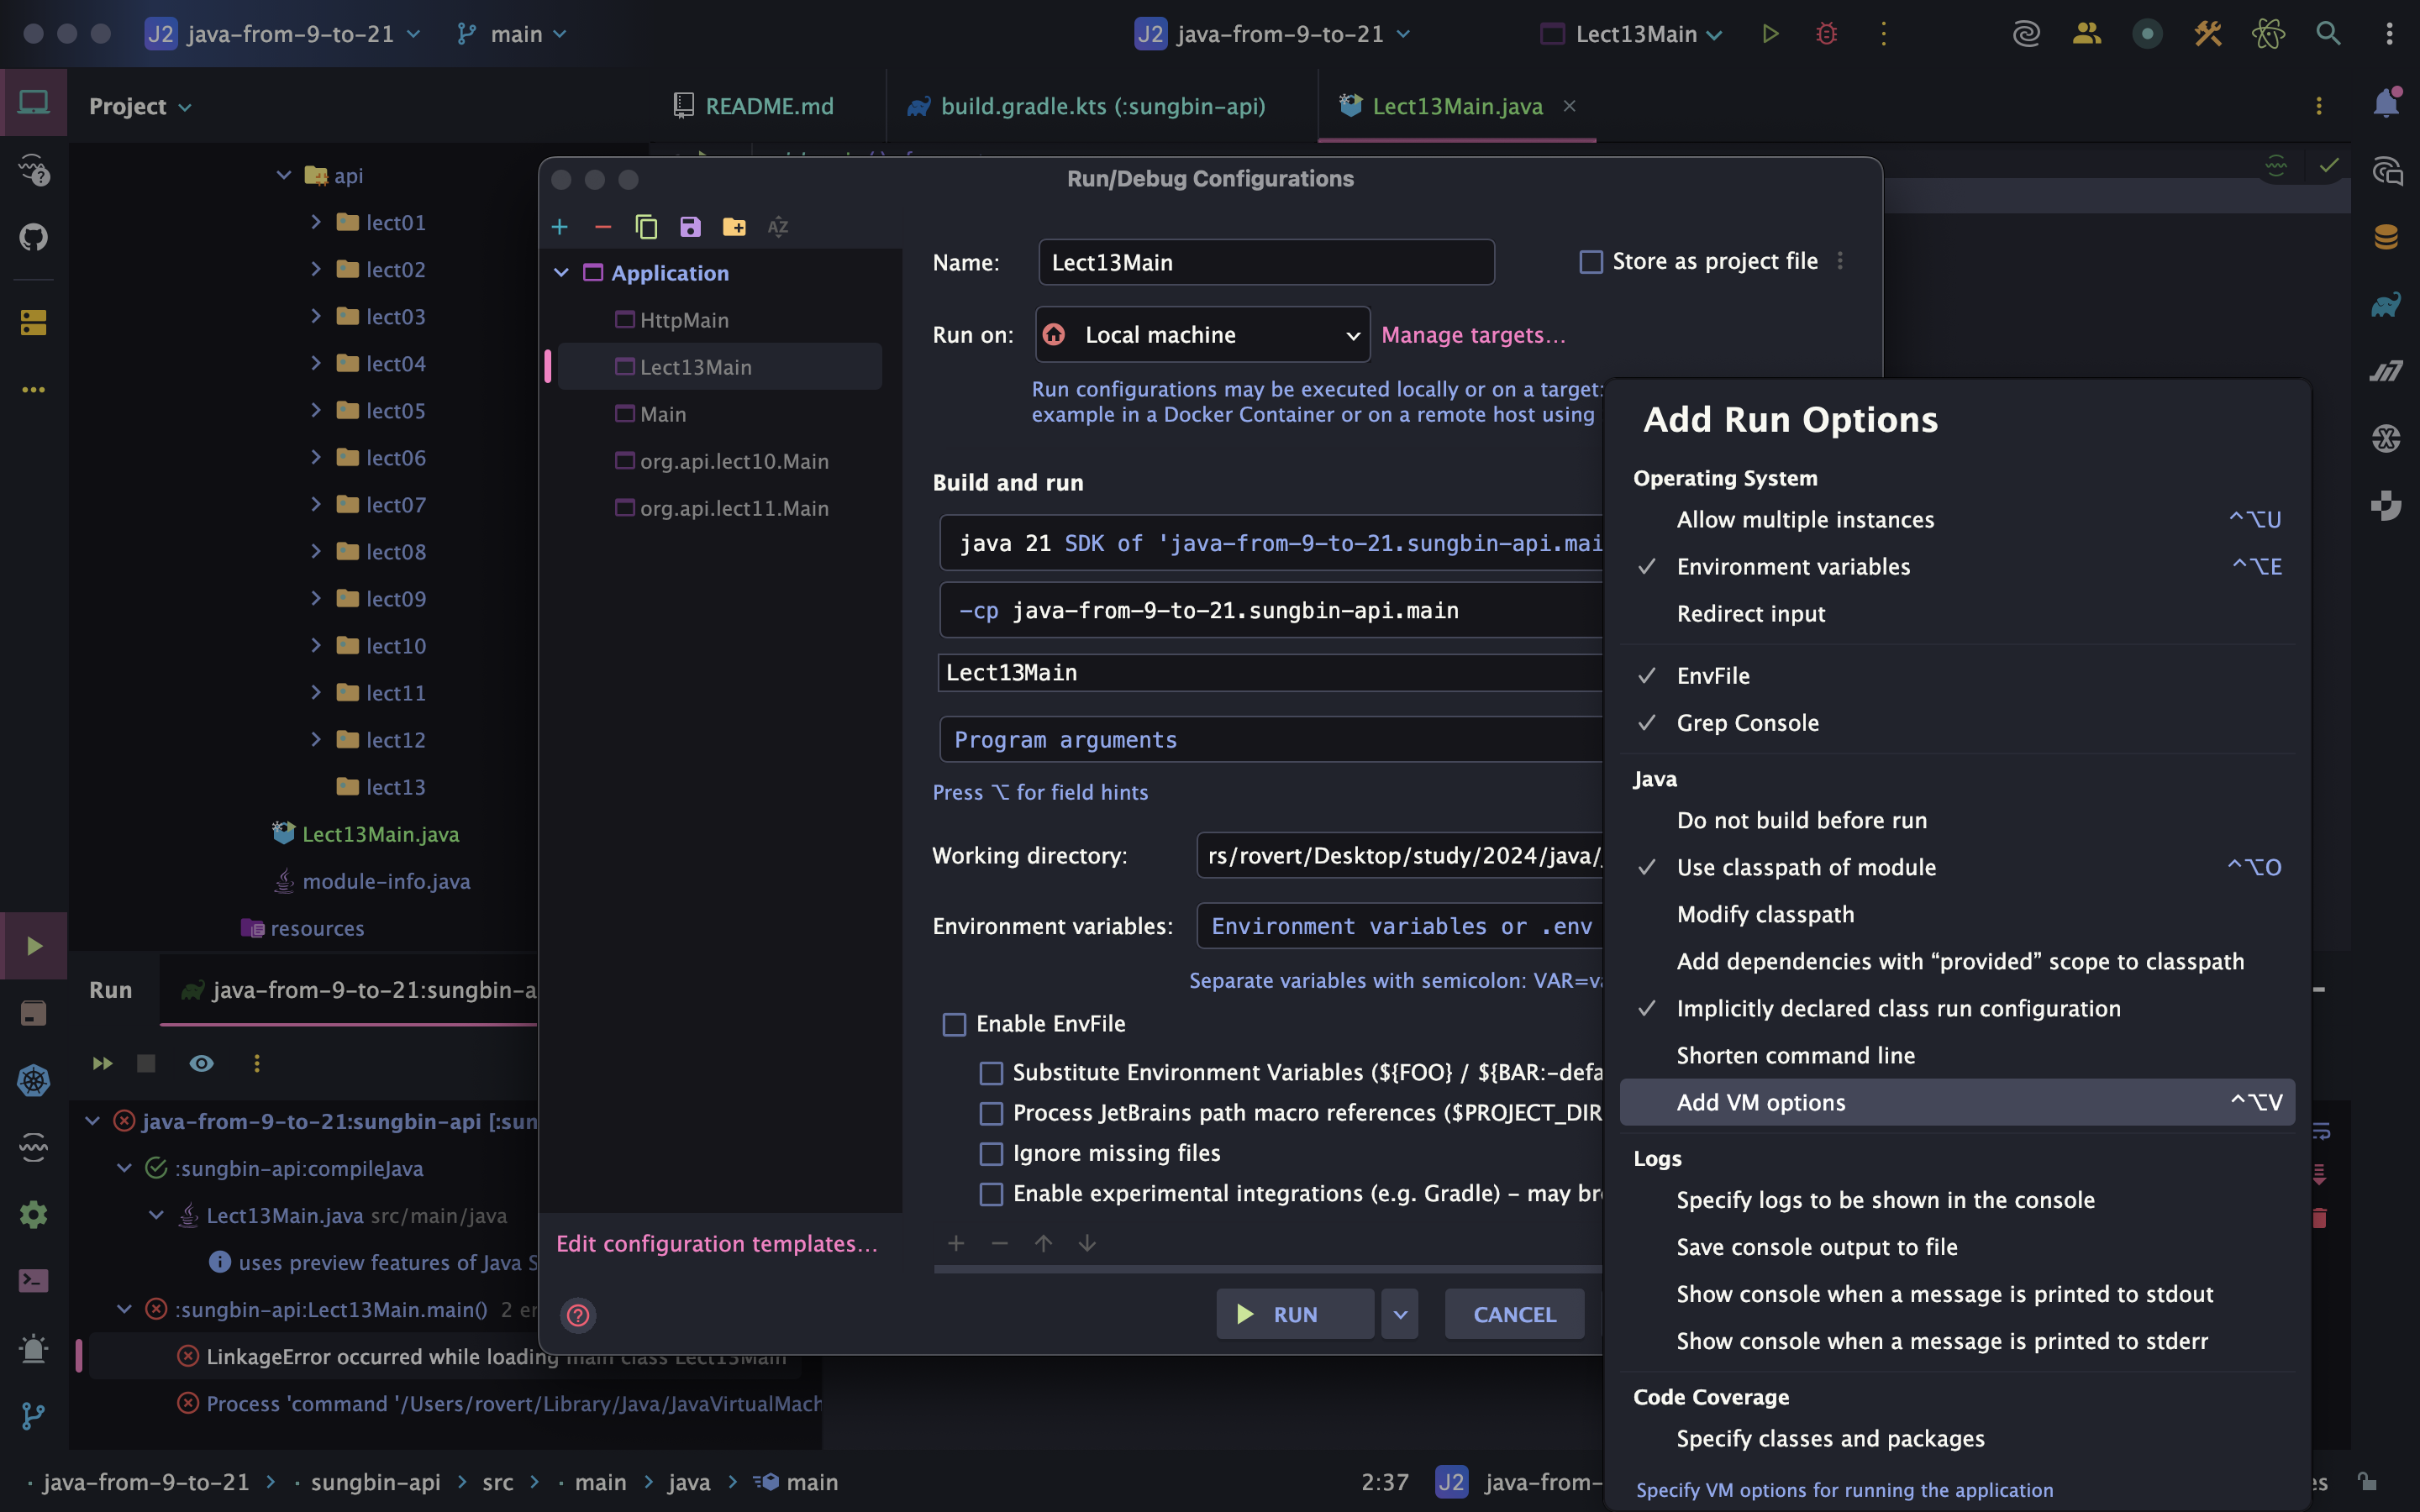 J2 java-from-9-to-21
main
J2 java-from-9-to-21
Lect13Main
Project
README.md
build.gradle.kts (:sungbin-api)
Lect13Main.java
api
lect01
lect02
lect03
lect04
lect05
lect06
lect07
lect08
lect09
lect10
lect11
lect12
lect13
Lect13Main.java
module-info.java
resources
Run/Debug Configurations
Application
HttpMain
Lect13Main
Main
org.api.lect10.Main
org.api.lect11.Main
Edit configuration templates...
Name: Lect13Main
Store as project file
Run on: Local machine
Manage targets...
Run configurations may be executed locally or on a target:
example in a Docker Container or on a remote host using
Build and run
java 21 SDK of 'java-from-9-to-21.sungbin-api.mai
-cp java-from-9-to-21.sungbin-api.main
Lect13Main
Program arguments
Press ⌥ for field hints
Working directory: rs/rovert/Desktop/study/2024/java/
Environment variables: Environment variables or .env
Separate variables with semicolon: VAR=va
Enable EnvFile
Substitute Environment Variables (${FOO} / ${BAR:-defa
Process JetBrains path macro references ($PROJECT_DIR
Ignore missing files
Enable experimental integrations (e.g. Gradle) – may br
RUN
CANCEL
Add Run Options
Operating System
Allow multiple instances ^⌥U
Environment variables ^⌥E
Redirect input
EnvFile
Grep Console
Java
Do not build before run
Use classpath of module ^⌥O
Modify classpath
Add dependencies with “provided” scope to classpath
Implicitly declared class run configuration
Shorten command line
Add VM options ^⌥V
Logs
Specify logs to be shown in the console
Save console output to file
Show console when a message is printed to stdout
Show console when a message is printed to stderr
Code Coverage
Specify classes and packages
Specify VM options for running the application
Run
java-from-9-to-21:sungbin-a
java-from-9-to-21:sungbin-api [:sun
:sungbin-api:compileJava
Lect13Main.java src/main/java
uses preview features of Java S
:sungbin-api:Lect13Main.main() 2 er
LinkageError occurred while loading main class Lect13Main
Process 'command '/Users/rovert/Library/Java/JavaVirtualMach
java-from-9-to-21 > sungbin-api > src > main > java > main
2:37
J2 java-from-